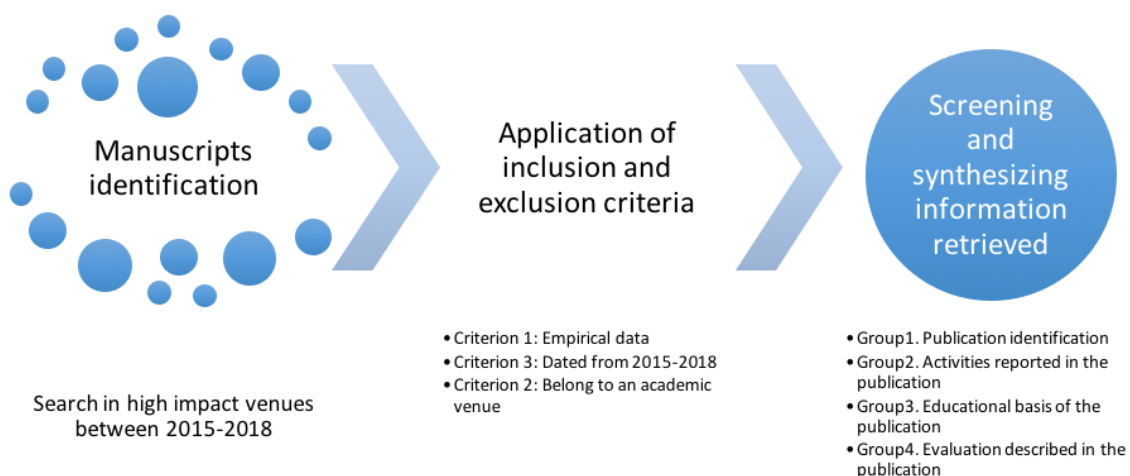 Manuscripts
identification
Search in high impact venues
between 2015-2018
Application of
inclusion and
exclusion criteria
• Criterion 1: Empirical data
• Criterion 3: Dated from 2015-2018
• Criterion 2: Belong to an academic
venue
Screening
and
synthesizing
information
retrieved
• Group1. Publication identification
• Group2. Activities reported in the
publication
• Group3. Educational basis of the
publication
• Group4. Evaluation described in the
publication